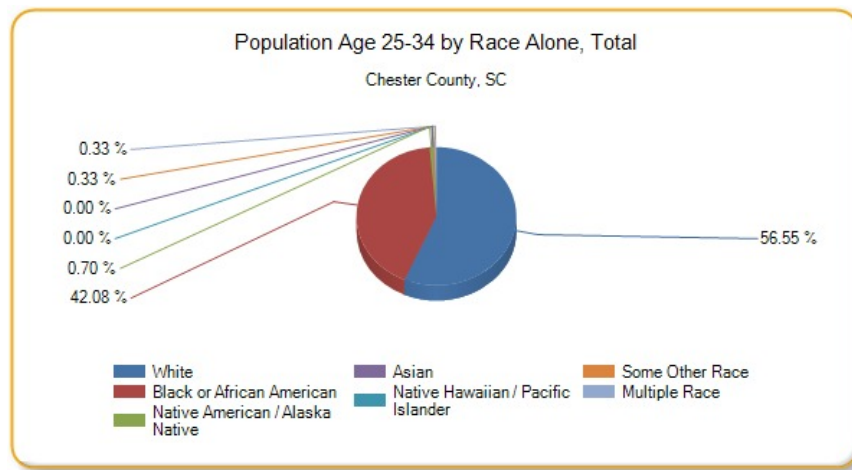 Population Age 25-34 by Race Alone, Total
Chester County, SC
0.33 %
0.33 %
0.00 %
0.00 %
0.70 %
42.08 %
56.55 %
White
Black or African American
Native American / Alaska
Native
Asian
Native Hawaiian / Pacific
Islander
Some Other Race
Multiple Race